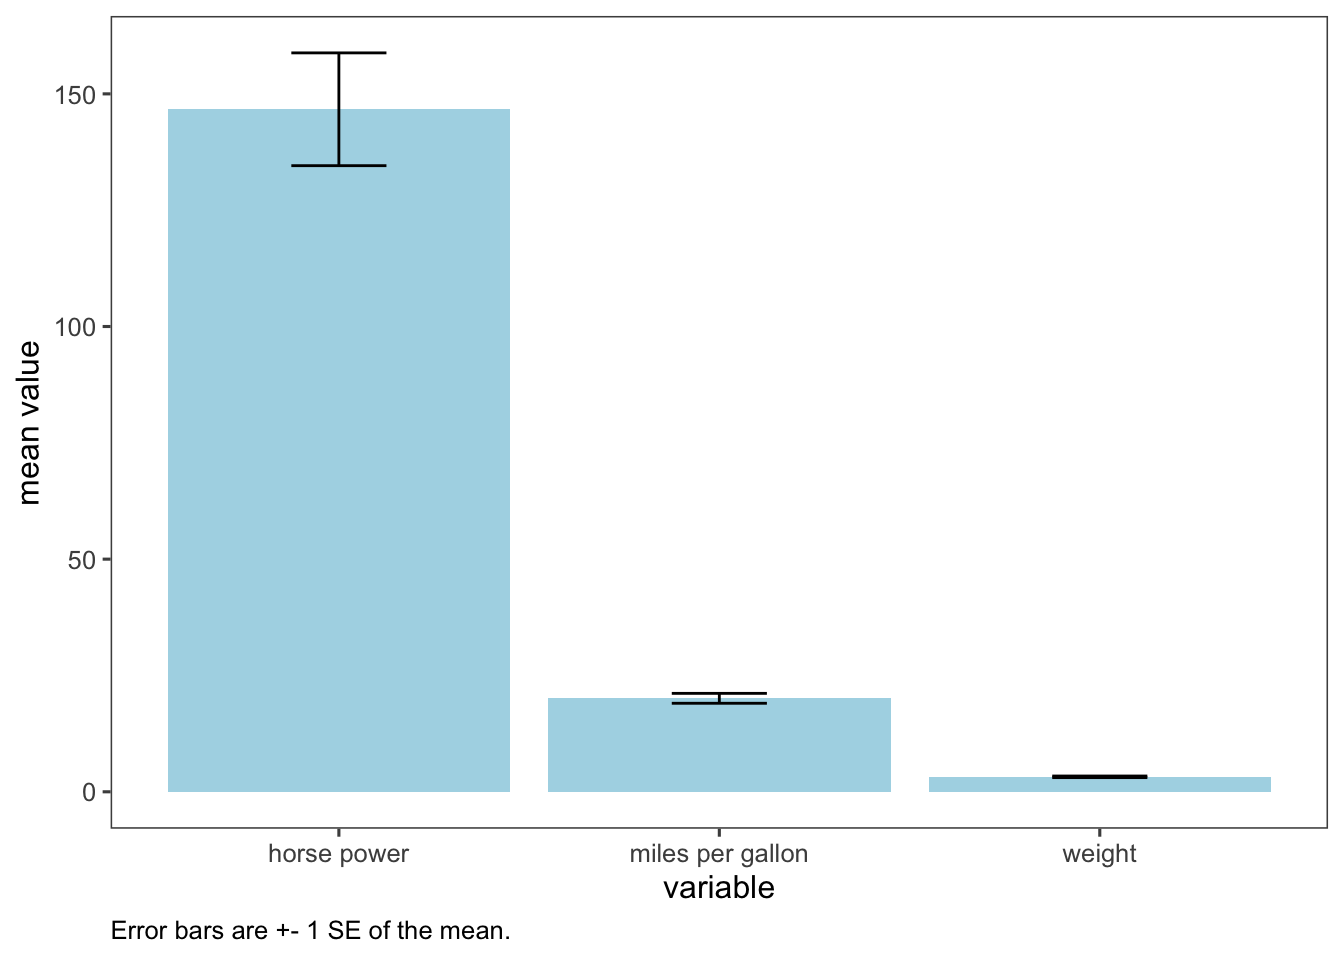 mean value
150
100
50
0
horse power
miles per gallon
weight
variable
Error bars are +- 1 SE of the mean.